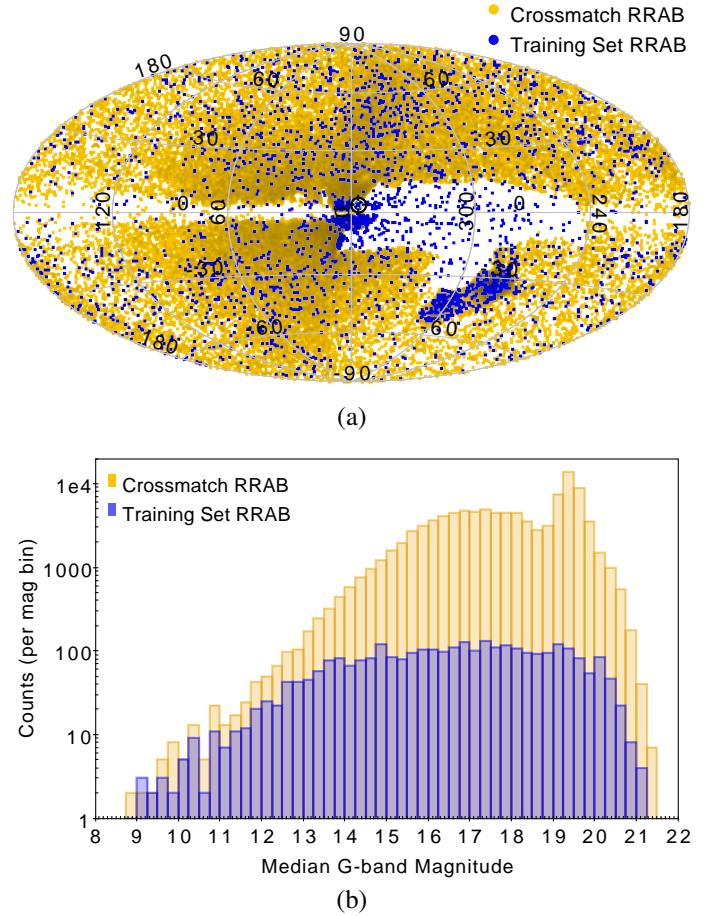 Crossmatch RRAB
Training Set RRAB
90
180
60
60
30
30
120
0
60
0
300
0
240
180
-30
-30
-60
-60
180
-90
(a)
Crossmatch RRAB
Training Set RRAB
1e4
1000
100
10
1
Counts (per mag bin)
8 9 10 11 12 13 14 15 16 17 18 19 20 21 22
Median G-band Magnitude
(b)